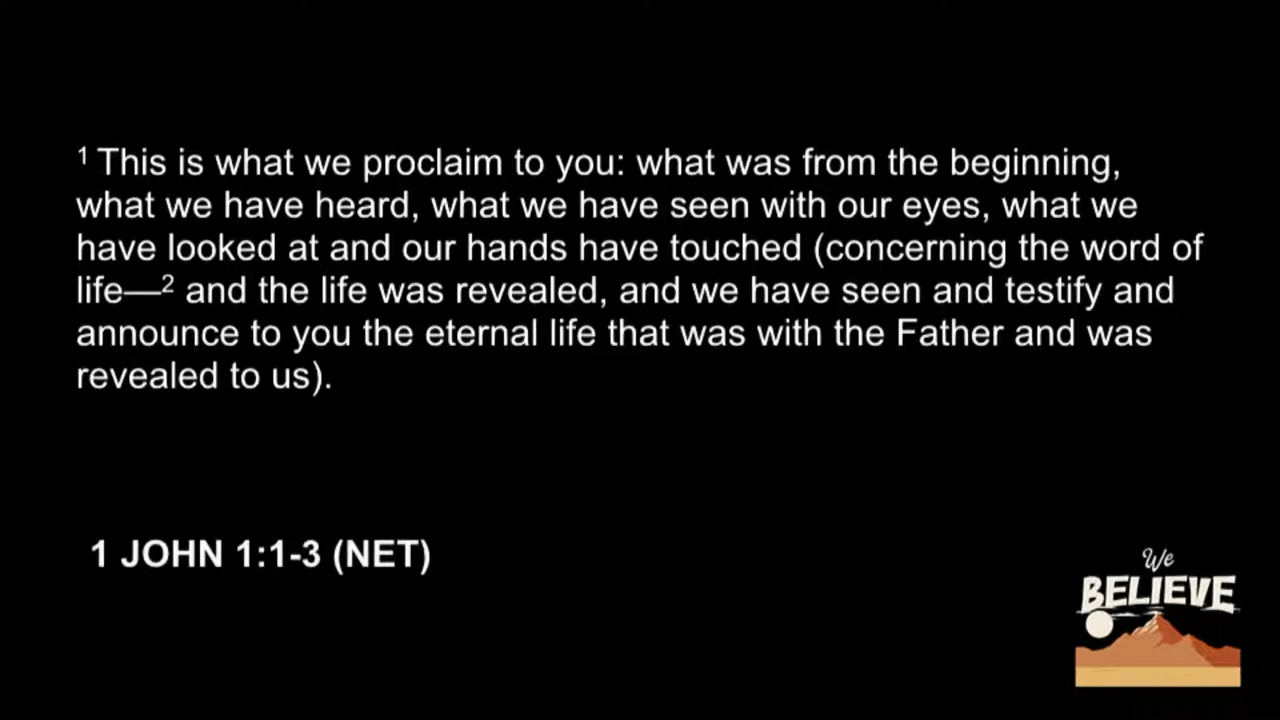 ¹ This is what we proclaim to you: what was from the beginning,
what we have heard, what we have seen with our eyes, what we
have looked at and our hands have touched (concerning the word of
life—² and the life was revealed, and we have seen and testify and
announce to you the eternal life that was with the Father and was
revealed to us).
1 JOHN 1:1-3 (NET)
We
BELIEVE